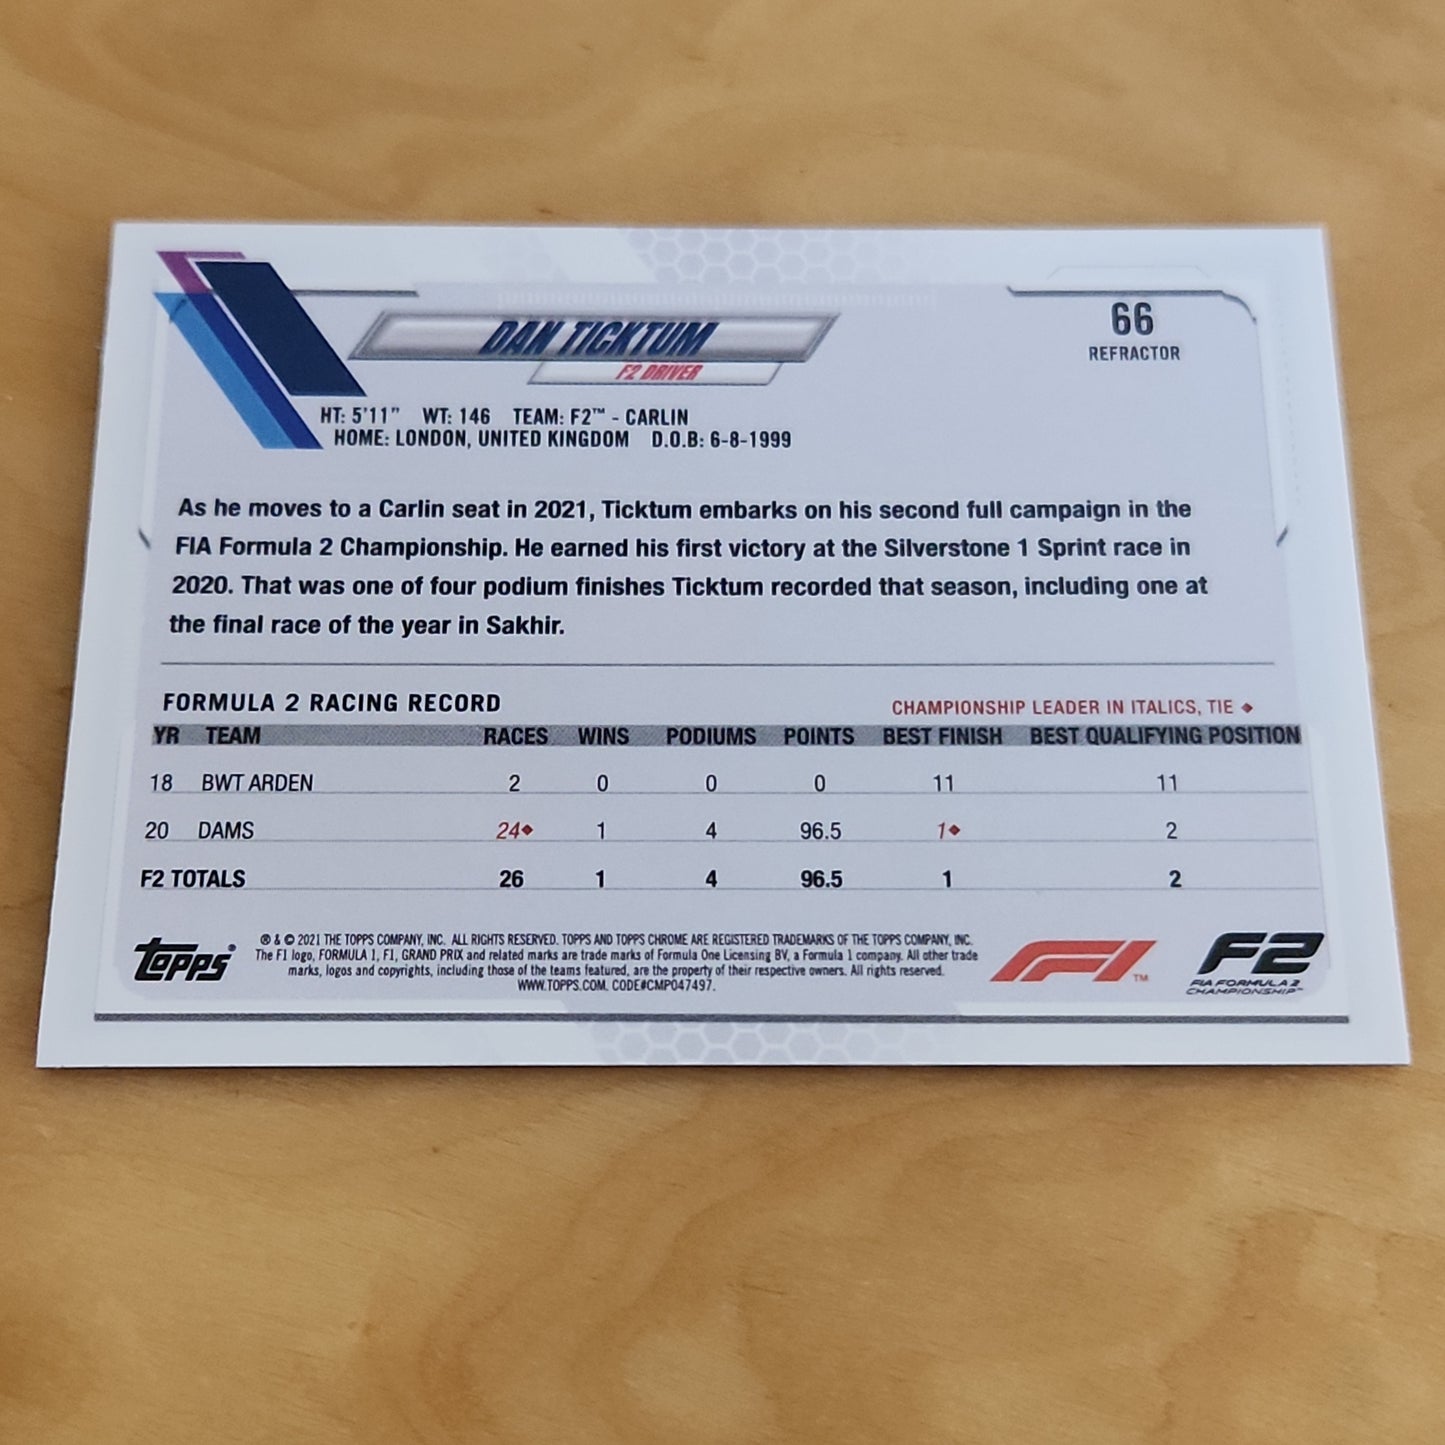 DAN TICKTUM
F2 DRIVER
66
REFRACTOR
HT: 5'11" WT: 146 TEAM: F2™ - CARLIN
HOME: LONDON, UNITED KINGDOM D.O.B: 6-8-1999
As he moves to a Carlin seat in 2021, Ticktum embarks on his second full campaign in the
FIA Formula 2 Championship. He earned his first victory at the Silverstone 1 Sprint race in
2020. That was one of four podium finishes Ticktum recorded that season, including one at
the final race of the year in Sakhir.
FORMULA 2 RACING RECORD CHAMPIONSHIP LEADER IN ITALICS, TIE ♦
YR TEAM RACES WINS PODIUMS POINTS BEST FINISH BEST QUALIFYING POSITION
18 BWT ARDEN 2 0 0 0 11 11
20 DAMS 24♦ 1 4 96.5 1♦ 2
F2 TOTALS 26 1 4 96.5 1 2
topps®
® & © 2021 THE TOPPS COMPANY, INC. ALL RIGHTS RESERVED. TOPPS AND TOPPS CHROME ARE REGISTERED TRADEMARKS OF THE TOPPS COMPANY, INC.
The F1 logo, FORMULA 1, F1, GRAND PRIX and related marks are trade marks of Formula One Licensing BV, a Formula 1 company. All other trade
marks, logos and copyrights, including those of the teams featured, are the property of their respective owners. All rights reserved.
WWW.TOPPS.COM. CODE#CMP047497.
F1™
F2
FIA FORMULA 2
CHAMPIONSHIP™